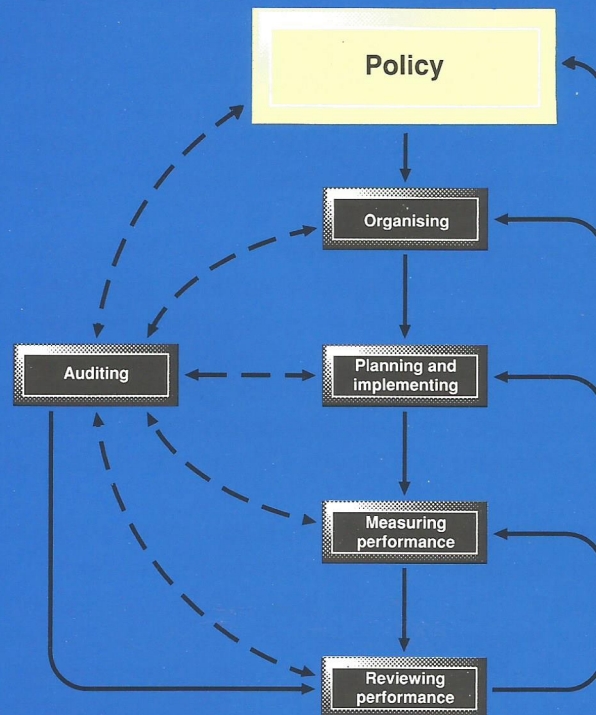 Policy
Organising
Auditing
Planning and
implementing
Measuring
performance
Reviewing
performance